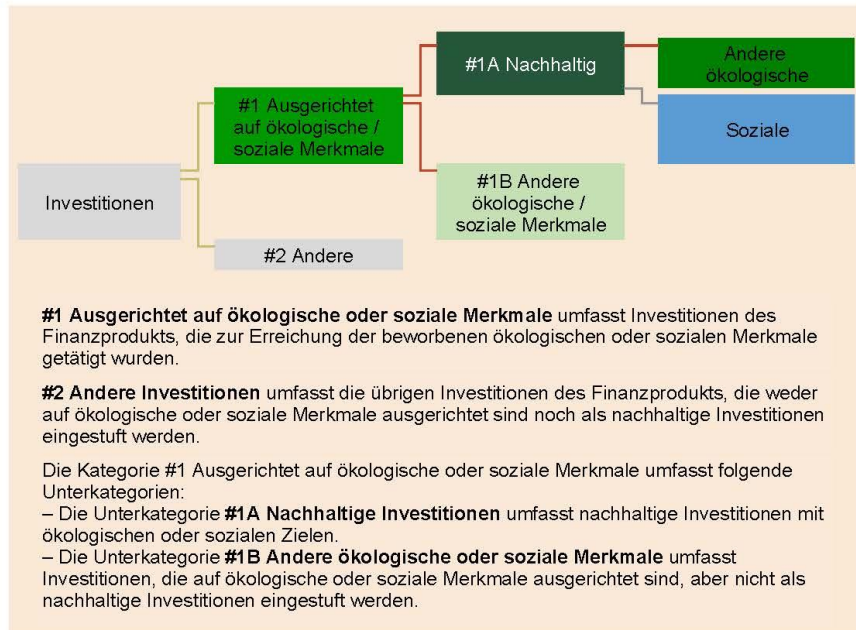 #1A Nachhaltig
Andere
ökologische
#1 Ausgerichtet
auf ökologische /
soziale Merkmale
Soziale
Investitionen
#1B Andere
ökologische /
soziale Merkmale
#2 Andere
#1 Ausgerichtet auf ökologische oder soziale Merkmale umfasst Investitionen des
Finanzprodukts, die zur Erreichung der beworbenen ökologischen oder sozialen Merkmale
getätigt wurden.
#2 Andere Investitionen umfasst die übrigen Investitionen des Finanzprodukts, die weder
auf ökologische oder soziale Merkmale ausgerichtet sind noch als nachhaltige Investitionen
eingestuft werden.
Die Kategorie #1 Ausgerichtet auf ökologische oder soziale Merkmale umfasst folgende
Unterkategorien:
– Die Unterkategorie #1A Nachhaltige Investitionen umfasst nachhaltige Investitionen mit
ökologischen oder sozialen Zielen.
– Die Unterkategorie #1B Andere ökologische oder soziale Merkmale umfasst
Investitionen, die auf ökologische oder soziale Merkmale ausgerichtet sind, aber nicht als
nachhaltige Investitionen eingestuft werden.